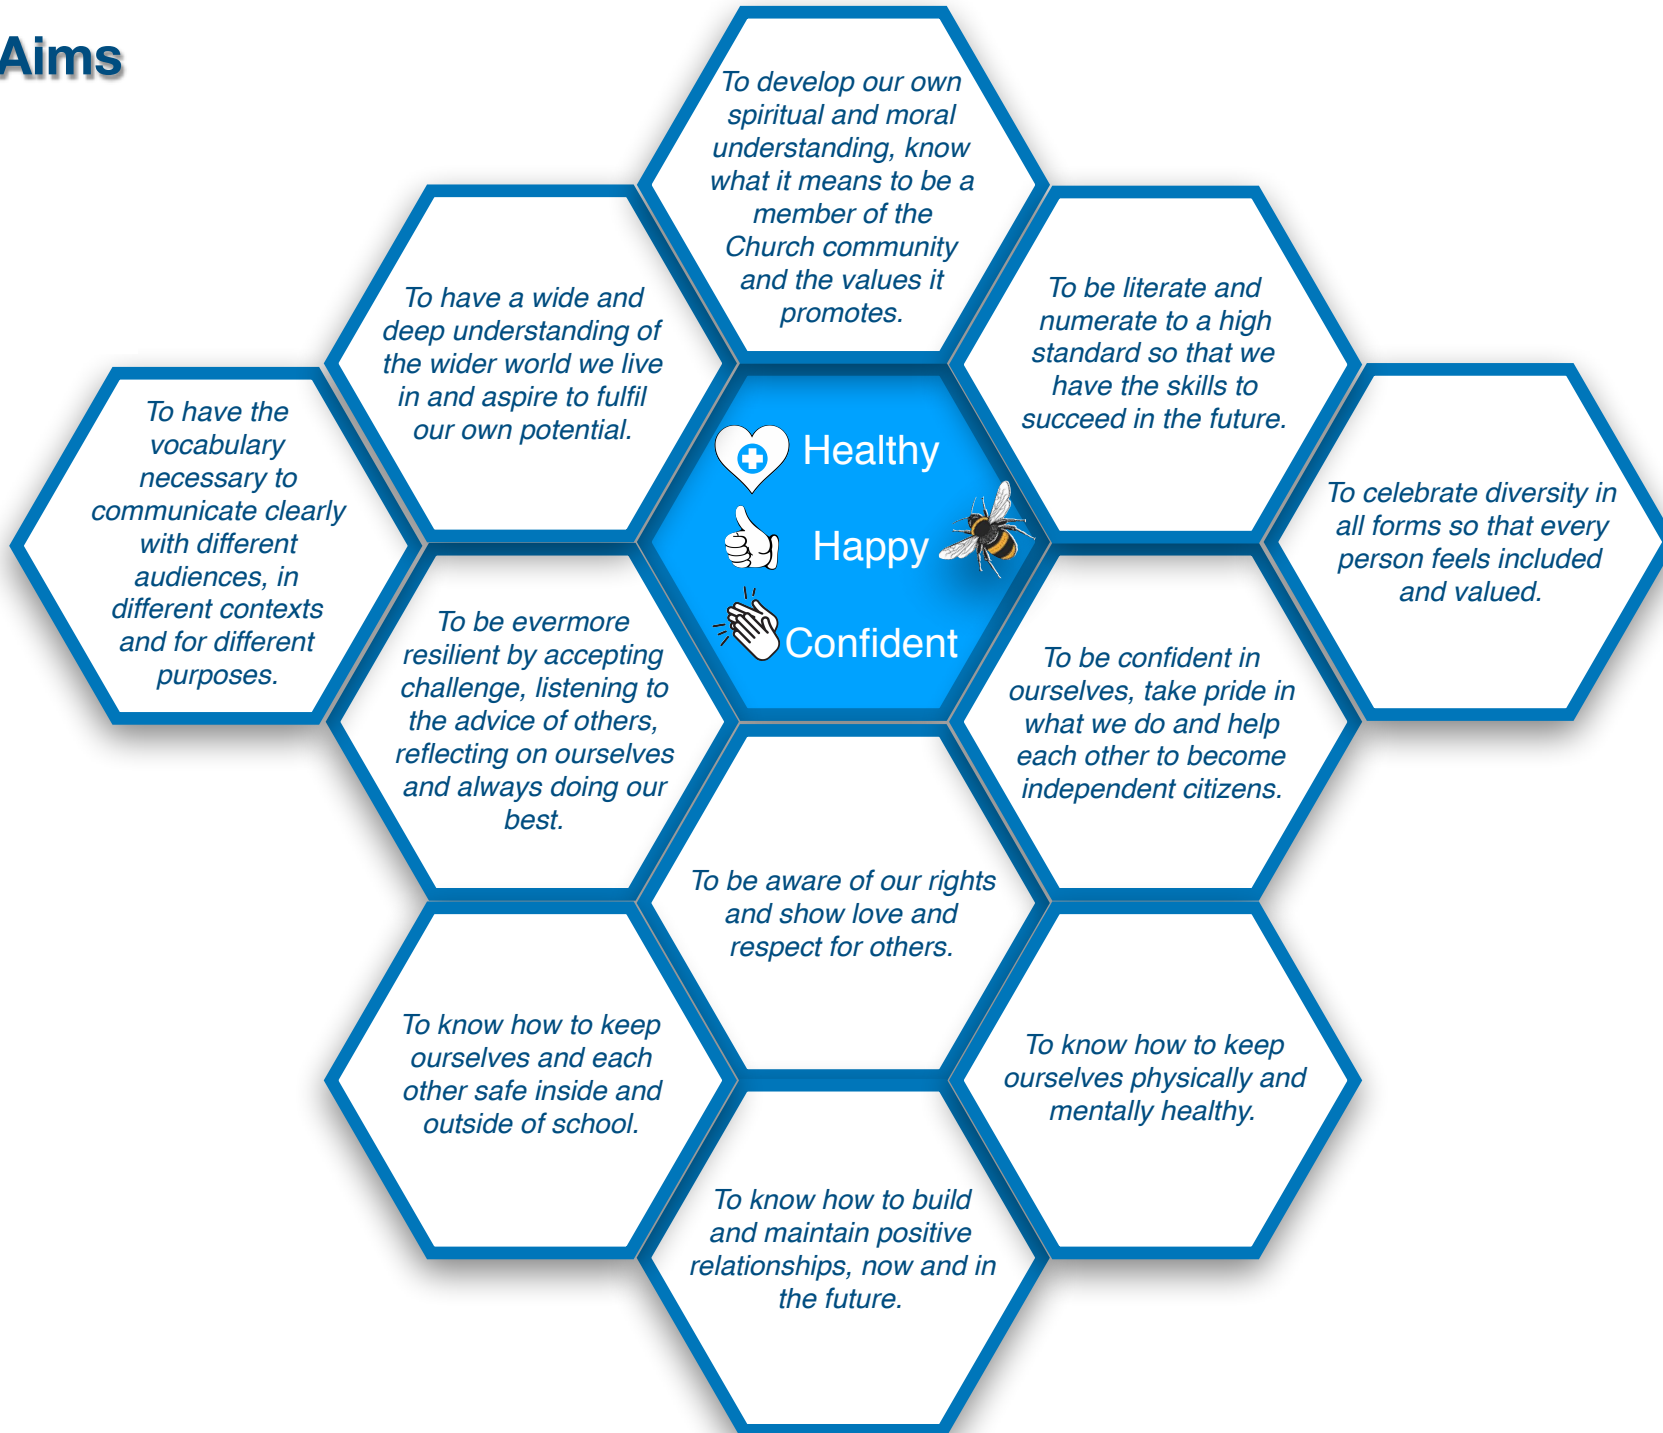 Aims
To develop our own
spiritual and moral
understanding, know
what it means to be a
member of the
Church community
and the values it
promotes.
To have a wide and
deep understanding of
the wider world we live
in and aspire to fulfil
our own potential.
To be literate and
numerate to a high
standard so that we
have the skills to
succeed in the future.
To have the
vocabulary
necessary to
communicate clearly
with different
audiences, in
different contexts
and for different
purposes.
Healthy
Happy
Confident
To celebrate diversity in
all forms so that every
person feels included
and valued.
To be evermore
resilient by accepting
challenge, listening to
the advice of others,
reflecting on ourselves
and always doing our
best.
To be confident in
ourselves, take pride in
what we do and help
each other to become
independent citizens.
To be aware of our rights
and show love and
respect for others.
To know how to keep
ourselves and each
other safe inside and
outside of school.
To know how to keep
ourselves physically and
mentally healthy.
To know how to build
and maintain positive
relationships, now and in
the future.